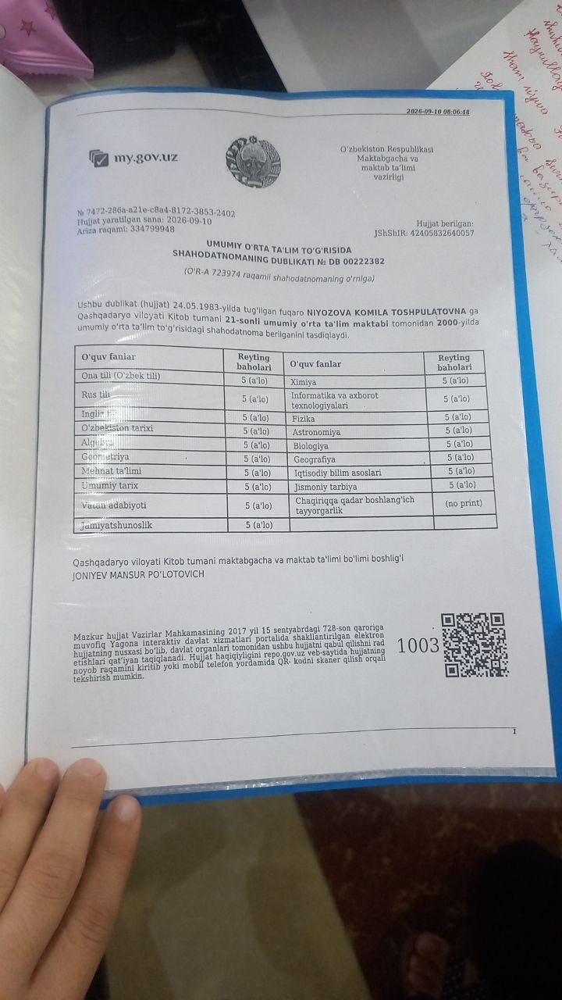 2026-09-10 08:06:48
my.gov.uz
O'zbekiston Respublikasi
Maktabgacha va
maktab ta'limi
vazirligi
№ 7472-286a-a21e-c8a4-8172-3853-2402
Hujjat yaratilgan sana: 2026-09-10
Ariza raqami: 334799948
Hujjat berilgan:
JShShIR: 42405832640057
UMUMIY O'RTA TA'LIM TO'G'RISIDA
SHAHODATNOMANING DUBLIKATI № DB 00222382
(O'R-A 723974 raqamli shahodatnomaning o'rniga)
Ushbu dublikat (hujjat) 24.05.1983-yilda tug'ilgan fuqaro NIYOZOVA KOMILA TOSHPULATOVNA ga
Qashqadaryo viloyati Kitob tumani 21-sonli umumiy o'rta ta'lim maktabi tomonidan 2000-yilda
umumiy o'rta ta'lim to'g'risidagi shahodatnoma berilganini tasdiqlaydi.
O'quv fanlar Reyting baholari O'quv fanlar Reyting baholari
Ona tili (O'zbek tili) 5 (a'lo) Ximiya 5 (a'lo)
Rus tili 5 (a'lo) Informatika va axborot texnologiyalari 5 (a'lo)
Ingliz 5 (a'lo) Fizika 5 (a'lo)
O'zbekiston tarixi 5 (a'lo) Astronomiya 5 (a'lo)
Algebra 5 (a'lo) Biologiya 5 (a'lo)
Geometriya 5 (a'lo) Geografiya 5 (a'lo)
Mehnat ta'limi 5 (a'lo) Iqtisodiy bilim asoslari 5 (a'lo)
Umumiy tarix 5 (a'lo) Jismoniy tarbiya 5 (a'lo)
Vatan adabiyoti 5 (a'lo) Chaqiriqqa qadar boshlang'ich tayyorgarlik (no print)
Jamiyatshunoslik 5 (a'lo)
Qashqadaryo viloyati Kitob tumani maktabgacha va maktab ta'limi bo'limi boshlig'i
JONIYEV MANSUR PO'LOTOVICH
Mazkur hujjat Vazirlar Mahkamasining 2017 yil 15 sentyabrdagi 728-son qaroriga
muvofiq Yagona interaktiv davlat xizmatlari portalida shakllantirilgan elektron
hujjatning nusxasi bo'lib, davlat organlari tomonidan ushbu hujjatni qabul qilishni rad
etishlari qat'iyan taqiqlanadi. Hujjat haqiqiyligini repo.gov.uz veb-saytida hujjatning
noyob raqamini kiritib yoki mobil telefon yordamida QR- kodni skaner qilish orqali
tekshirish mumkin.
1003
1